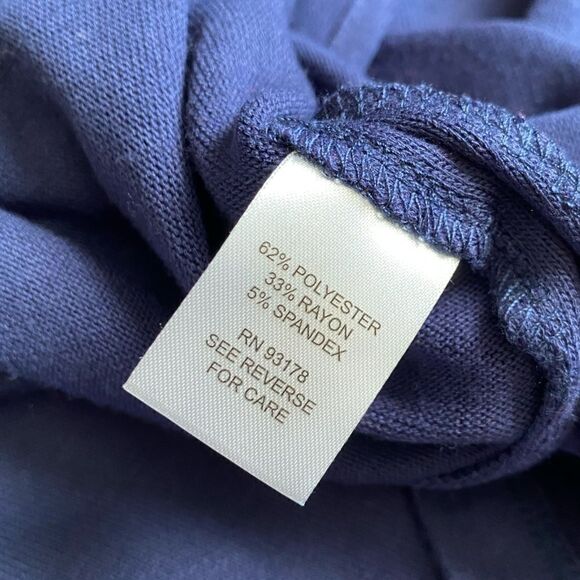 62% POLYESTER
33% RAYON
5% SPANDEX
RN 93178
SEE REVERSE
FOR CARE